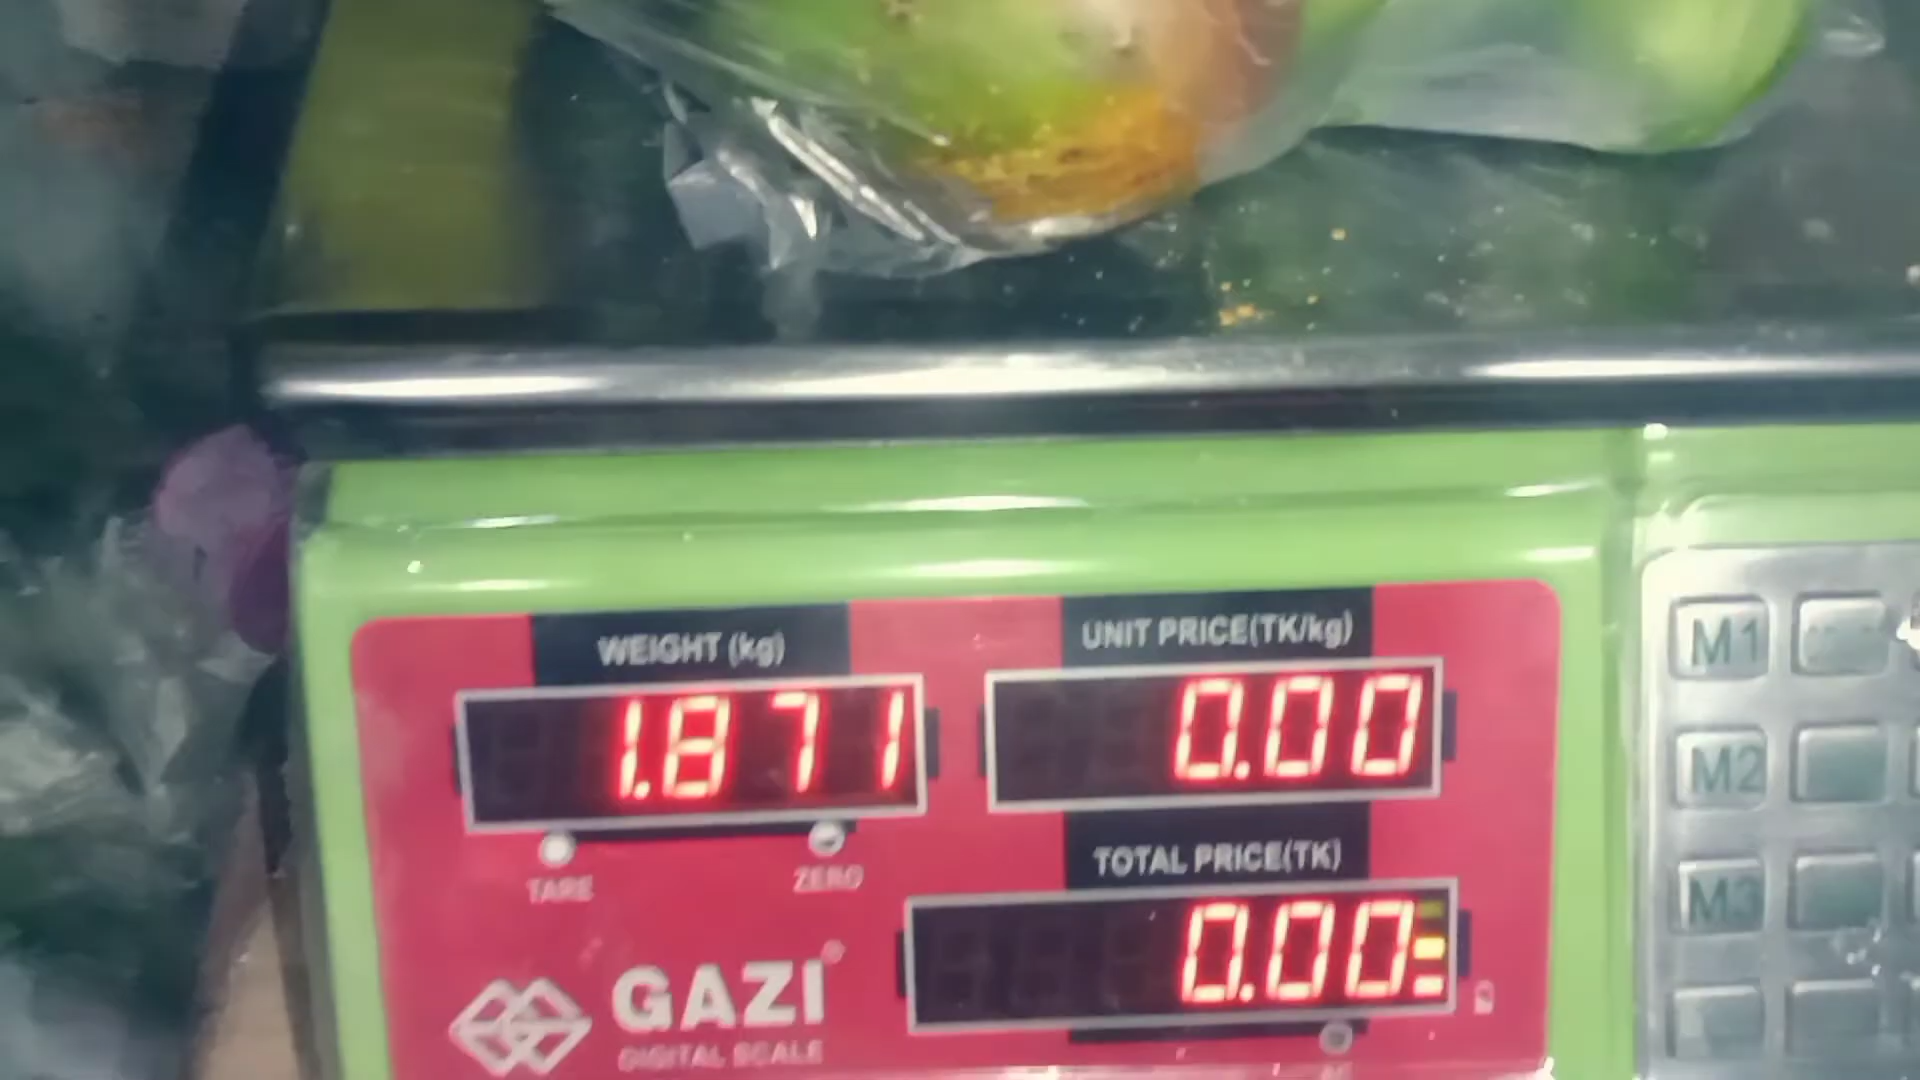 WEIGHT (kg)
UNIT PRICE(TK/kg)
1.871
0.00
TARE
ZERO
TOTAL PRICE(TK)
0.00
GAZI
DIGITAL SCALE
M1
M2
M3